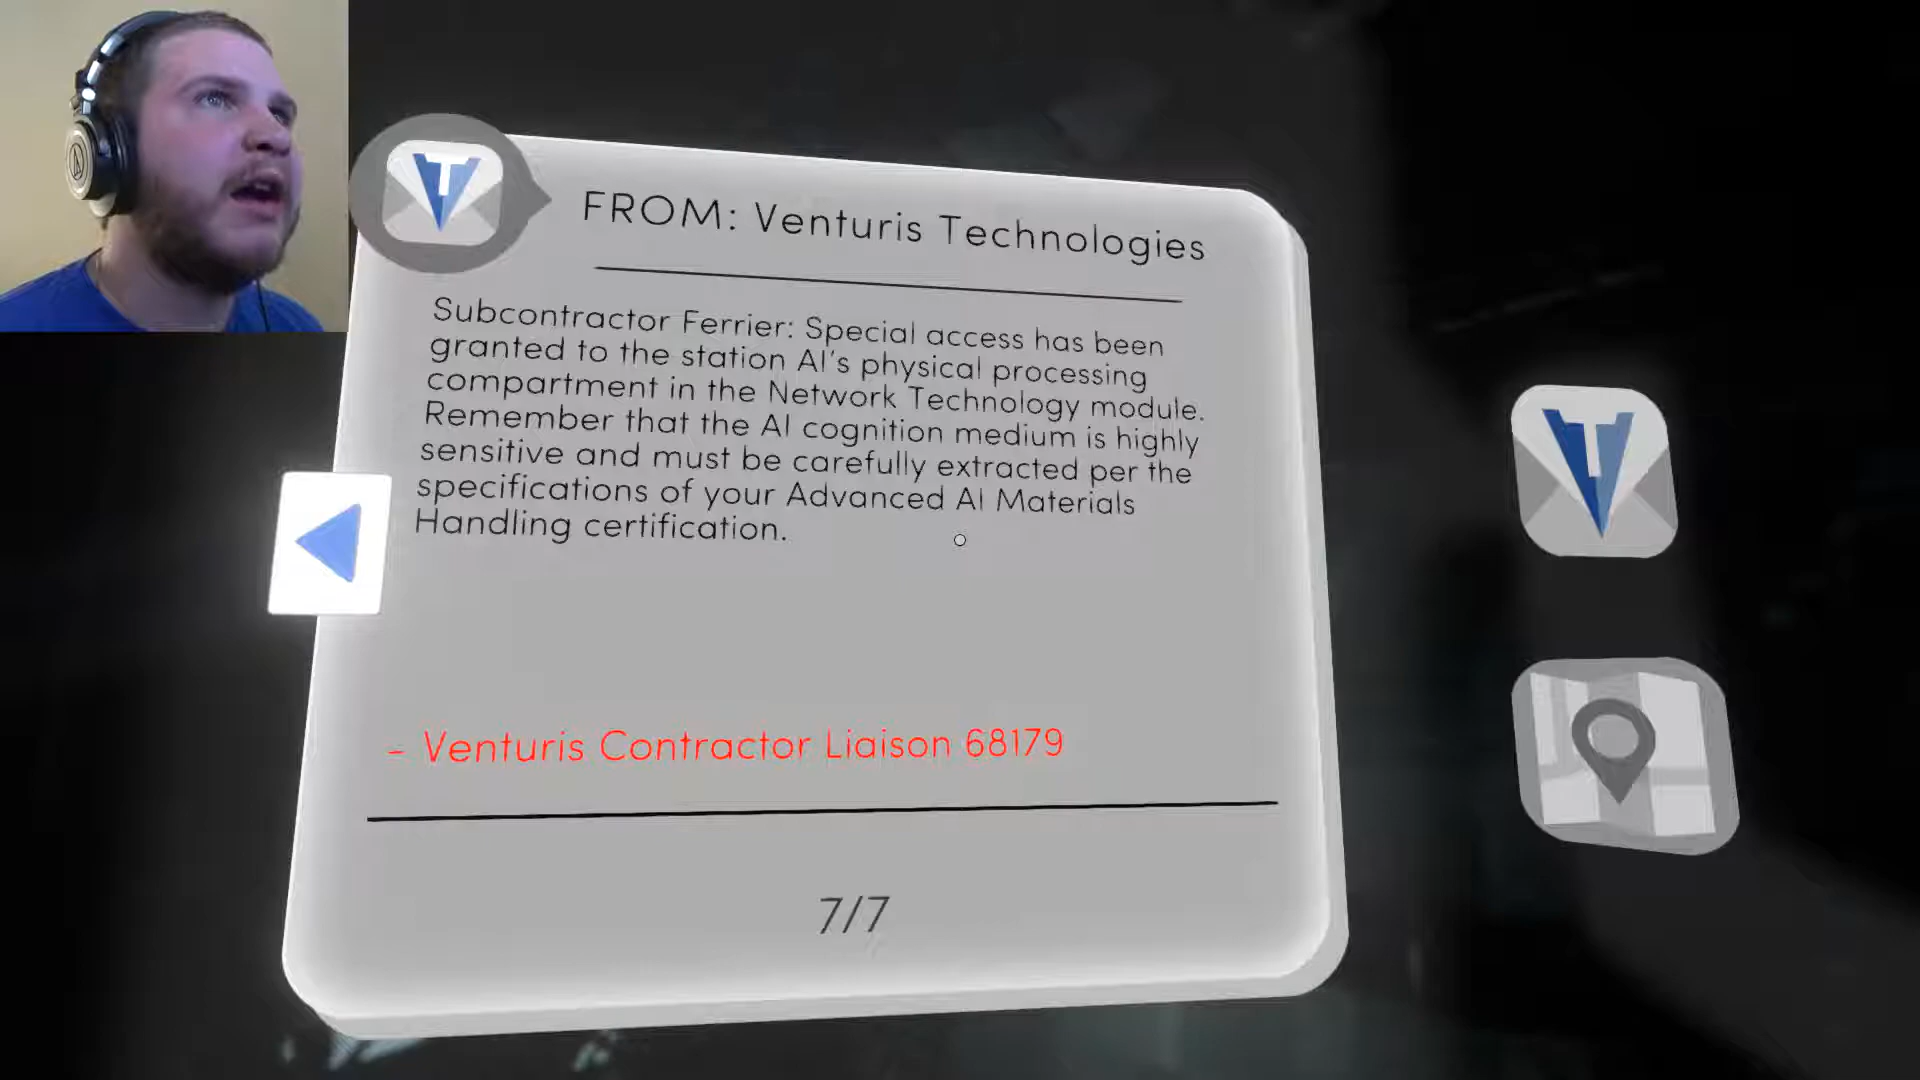 FROM: Venturis Technologies
Subcontractor Ferrier: Special access has been
granted to the station AI's physical processing
compartment in the Network Technology module.
Remember that the AI cognition medium is highly
sensitive and must be carefully extracted per the
specifications of your Advanced AI Materials
Handling certification.
- Venturis Contractor Liaison 68179
7/7